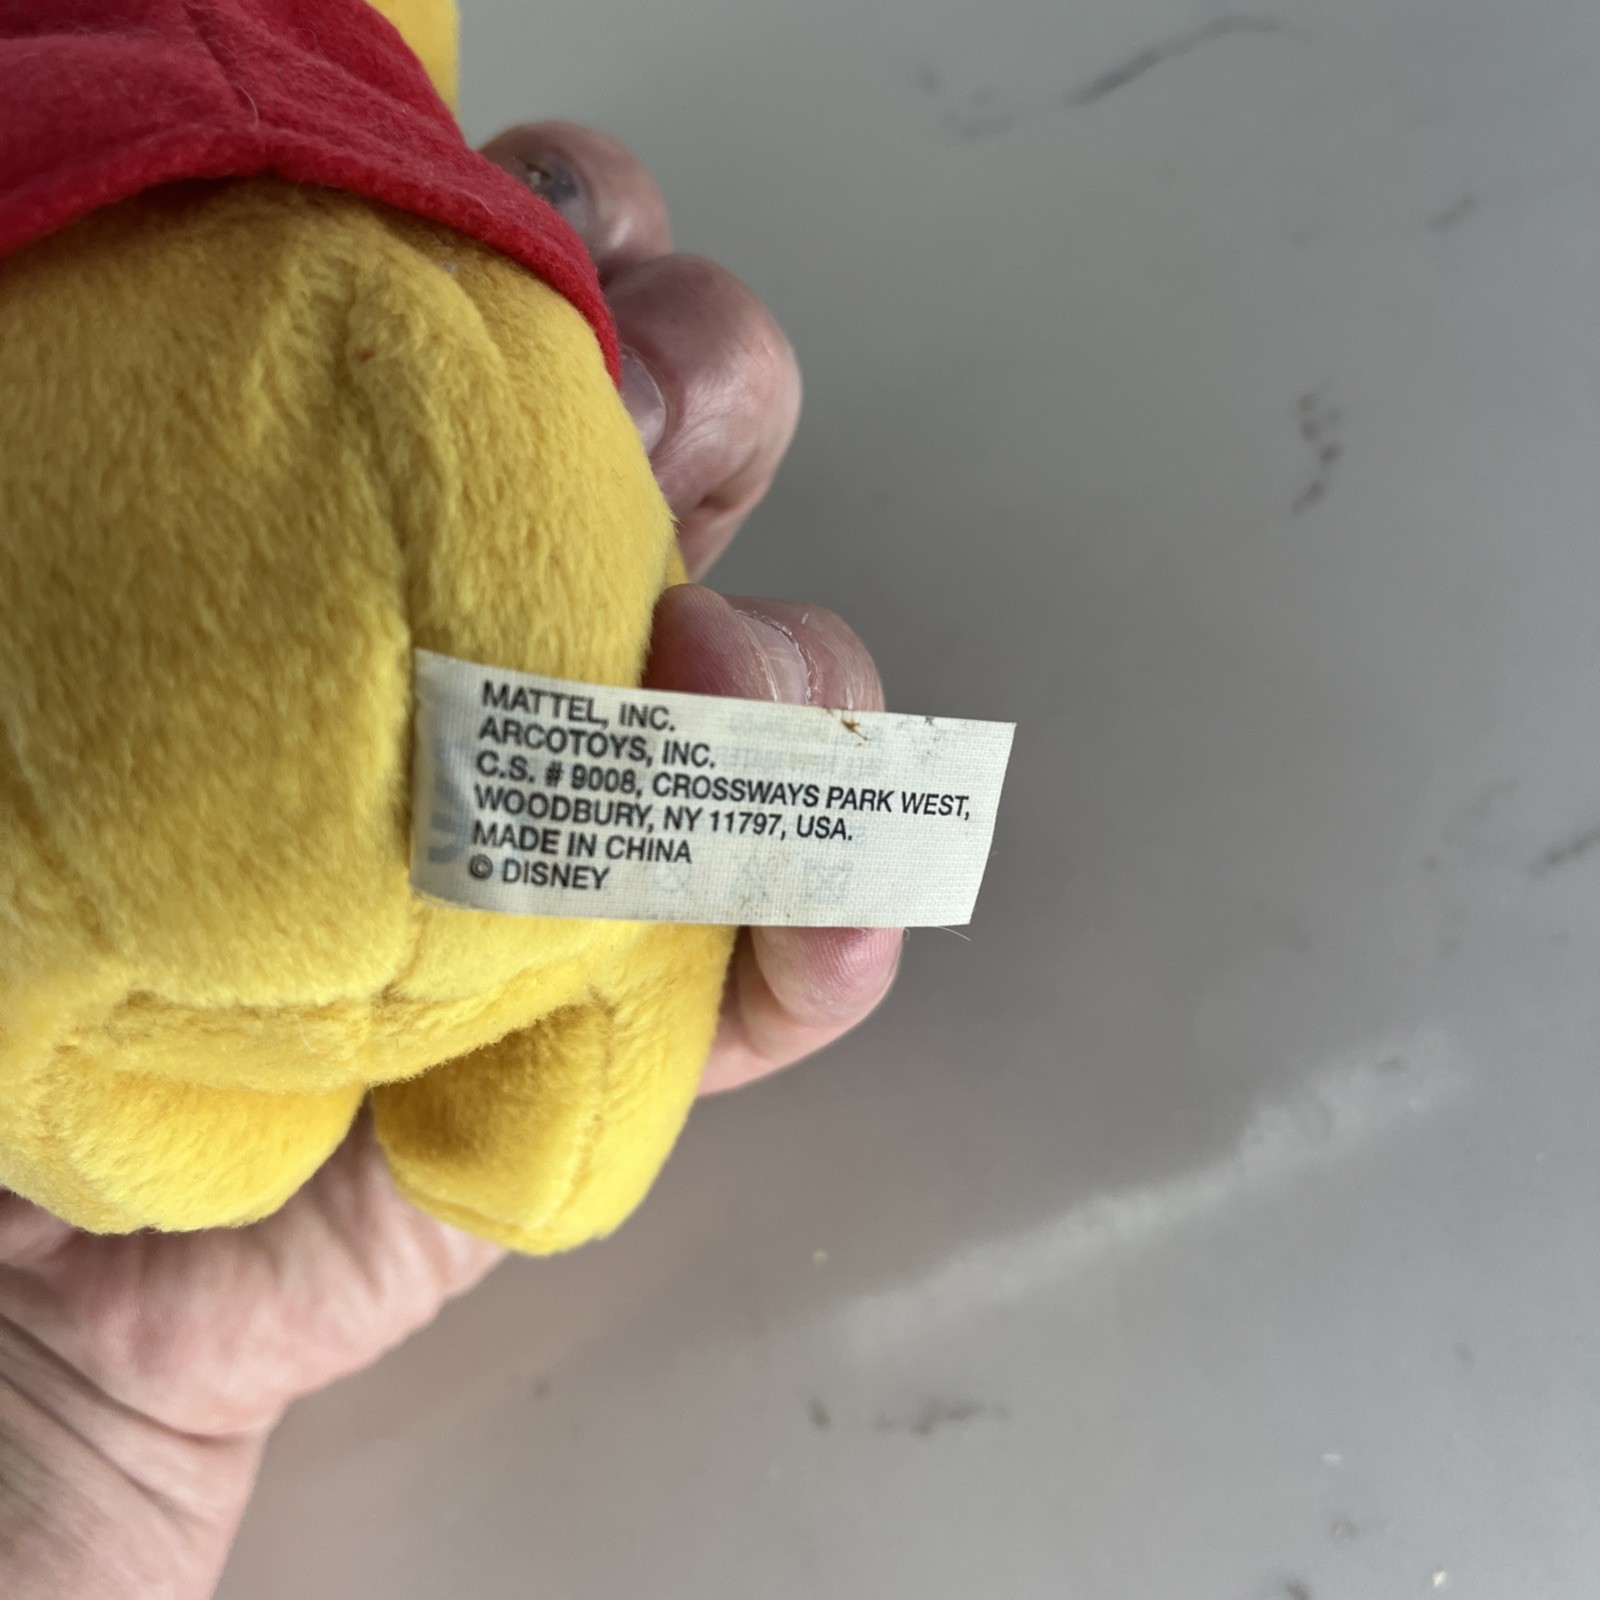 MATTEL, INC.
ARCOTOYS, INC.
C.S. # 9008, CROSSWAYS PARK WEST,
WOODBURY, NY 11797, USA.
MADE IN CHINA
© DISNEY